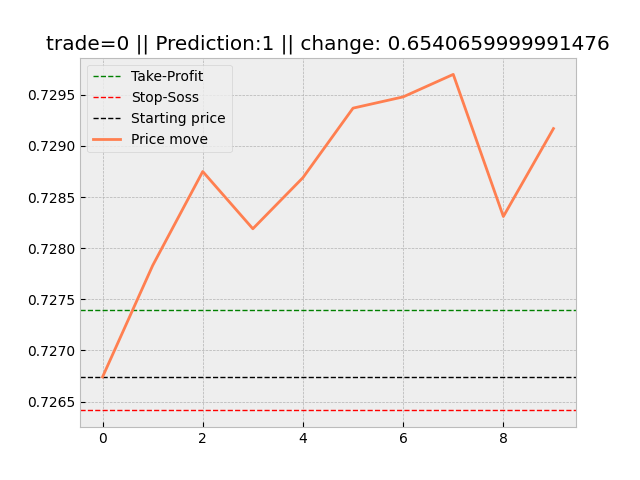 trade=0 || Prediction:1 || change: 0.6540659999991476
Take-Profit
Stop-Soss
Starting price
Price move
0.7295
0.7290
0.7285
0.7280
0.7275
0.7270
0.7265
0 2 4 6 8